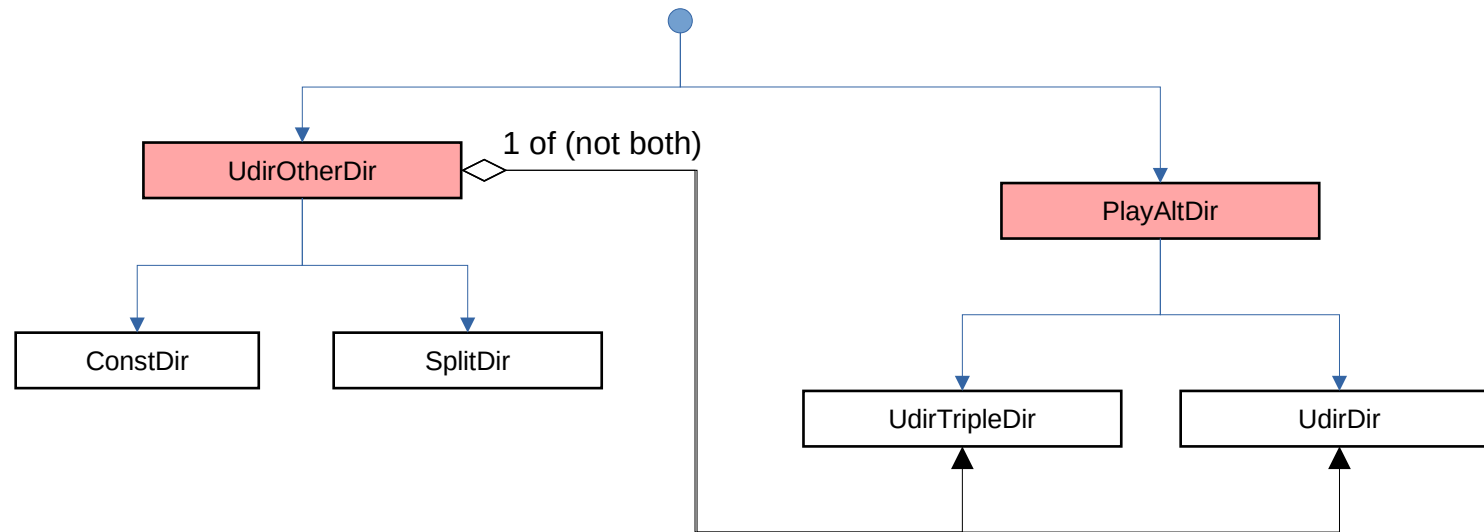 1 of (not both)
UdirOtherDir
PlayAltDir
ConstDir
SplitDir
UdirTripleDir
UdirDir